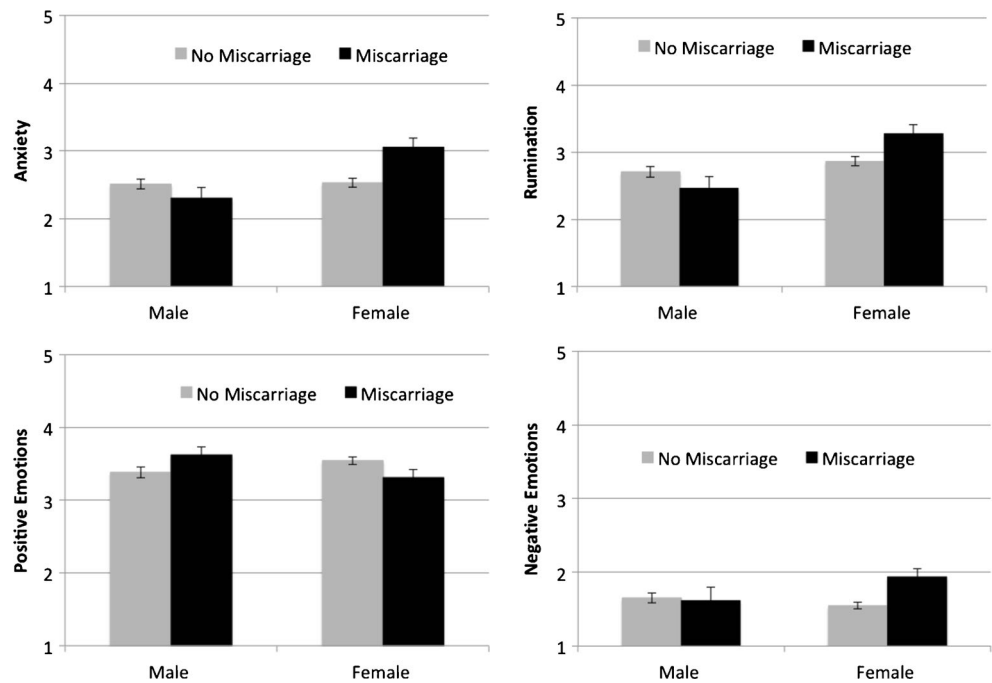 5
4
3
2
1
Anxiety
No Miscarriage Miscarriage
Male Female
5
4
3
2
1
Rumination
No Miscarriage Miscarriage
Male Female
5
4
3
2
1
Positive Emotions
No Miscarriage Miscarriage
Male Female
5
4
3
2
1
Negative Emotions
No Miscarriage Miscarriage
Male Female